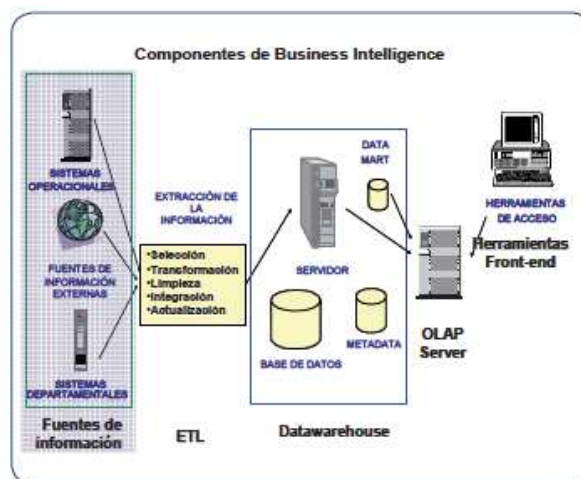 Componentes de Business Intelligence
SISTEMAS
OPERACIONALES
FUENTES DE
INFORMACIÓN
EXTERNAS
SISTEMAS
DEPARTAMENTALES
Fuentes de
información
EXTRACCIÓN DE
LA
INFORMACIÓN
•Selección
•Transformación
•Limpieza
•Integración
•Actualización
ETL
DATA
MART
SERVIDOR
BASE DE DATOS
METADATA
Datawarehouse
OLAP
Server
HERRAMIENTAS
DE ACCESO
Herramientas
Front-end